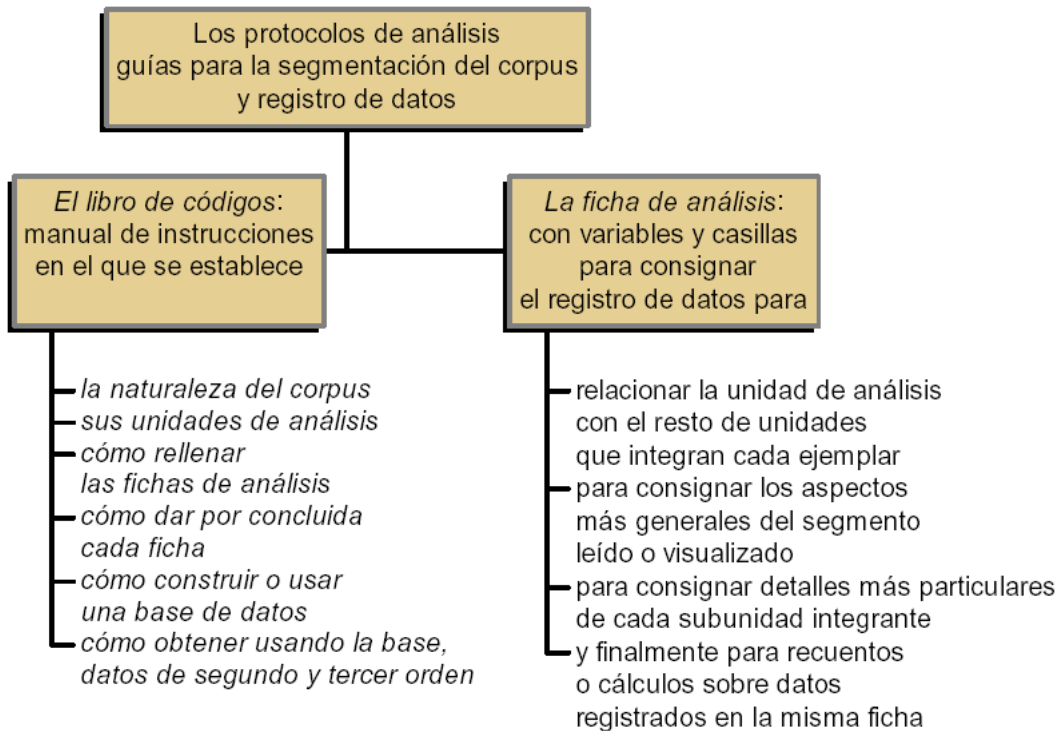 Los protocolos de análisis
guías para la segmentación del corpus
y registro de datos
El libro de códigos:
manual de instrucciones
en el que se establece
la naturaleza del corpus
sus unidades de análisis
cómo rellenar
las fichas de análisis
cómo dar por concluida
cada ficha
cómo construir o usar
una base de datos
cómo obtener usando la base,
datos de segundo y tercer orden
La ficha de análisis:
con variables y casillas
para consignar
el registro de datos para
relacionar la unidad de análisis
con el resto de unidades
que integran cada ejemplar
para consignar los aspectos
más generales del segmento
leído o visualizado
para consignar detalles más particulares
de cada subunidad integrante
y finalmente para recuentos
o cálculos sobre datos
registrados en la misma ficha